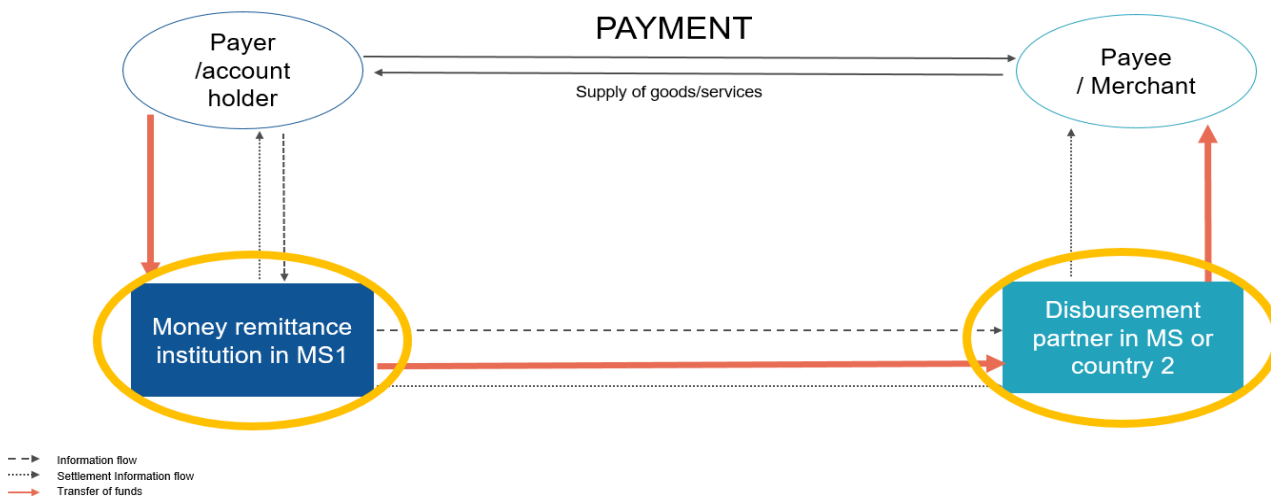 PAYMENT
Payer
/account
holder
Payee
/ Merchant
Supply of goods/services
Money remittance
institution in MS1
Disbursement
partner in MS or
country 2
Information flow
Settlement Information flow
Transfer of funds